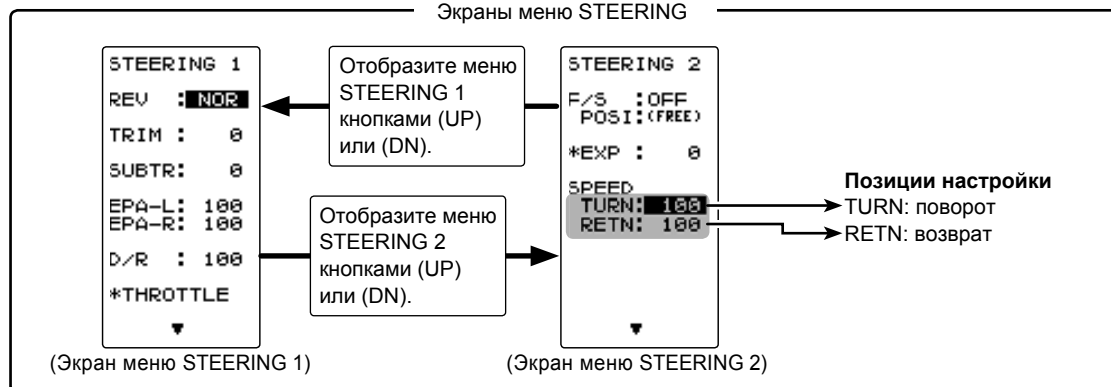 Экраны меню STEERING
STEERING 1
REV : NOR
TRIM : 0
SUBTR: 0
EPA-L: 100
EPA-R: 100
D/R : 100
*THROTTLE
▼
(Экран меню STEERING 1)
Отобразите меню
STEERING 1
кнопками (UP)
или (DN).
Отобразите меню
STEERING 2
кнопками (UP)
или (DN).
STEERING 2
F/S :OFF
POSI:(FREE)
*EXP : 0
SPEED
TURN: 100
RETN: 100
▼
(Экран меню STEERING 2)
Позиции настройки
TURN: поворот
RETN: возврат